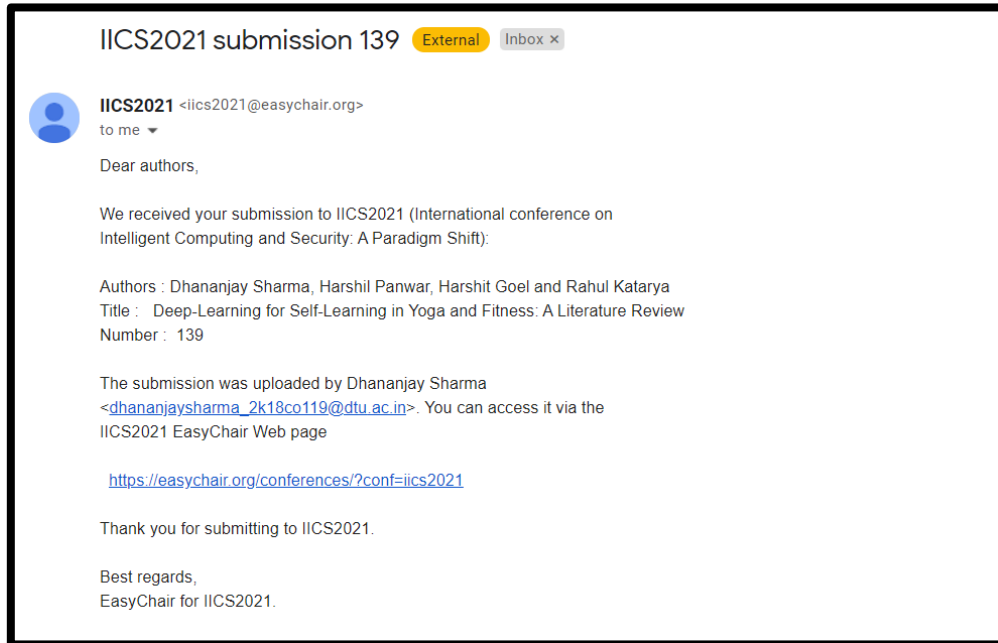 IICS2021 submission 139 External Inbox ×
IICS2021 <iics2021@easychair.org>
to me
Dear authors,
We received your submission to IICS2021 (International conference on
Intelligent Computing and Security: A Paradigm Shift):
Authors : Dhananjay Sharma, Harshil Panwar, Harshit Goel and Rahul Katarya
Title : Deep-Learning for Self-Learning in Yoga and Fitness: A Literature Review
Number : 139
The submission was uploaded by Dhananjay Sharma
<dhananjaysharma_2k18co119@dtu.ac.in>. You can access it via the
IICS2021 EasyChair Web page
https://easychair.org/conferences/?conf=iics2021
Thank you for submitting to IICS2021.
Best regards,
EasyChair for IICS2021.